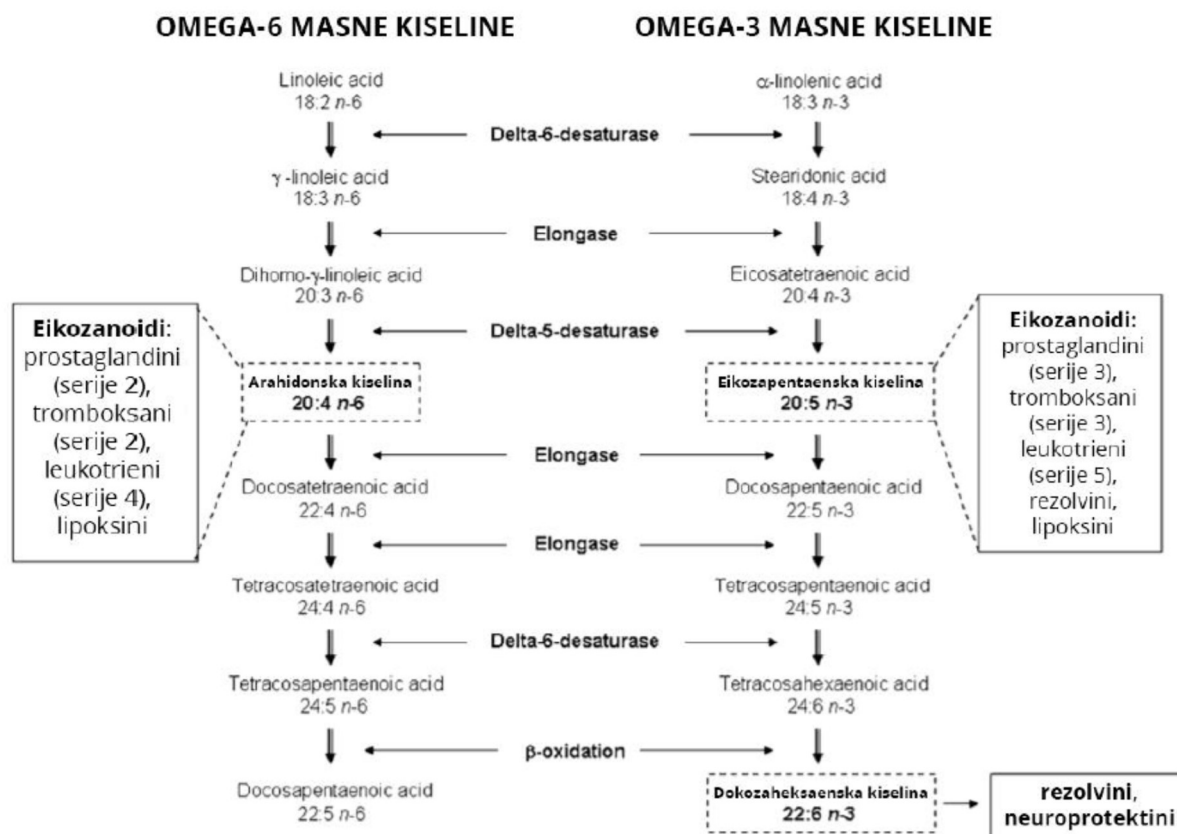 OMEGA-6 MASNE KISELINE
OMEGA-3 MASNE KISELINE
Linoleic acid
18:2 n-6
α-linolenic acid
18:3 n-3
Delta-6-desaturase
γ-linoleic acid
18:3 n-6
Stearidonic acid
18:4 n-3
Elongase
Dihomo-γ-linoleic acid
20:3 n-6
Eicosatetraenoic acid
20:4 n-3
Delta-5-desaturase
Eikozanoidi:
prostaglandini
(serije 2),
tromboksani
(serije 2),
leukotrieni
(serije 4),
lipoksini
Arahidonska kiselina
20:4 n-6
Eikozapentaenska kiselina
20:5 n-3
Eikozanoidi:
prostaglandini
(serije 3),
tromboksani
(serije 3),
leukotrieni
(serije 5),
rezolvini,
lipoksini
Elongase
Docosatetraenoic acid
22:4 n-6
Docosapentaenoic acid
22:5 n-3
Elongase
Tetracosatetraenoic acid
24:4 n-6
Tetracosapentaenoic acid
24:5 n-3
Delta-6-desaturase
Tetracosapentaenoic acid
24:5 n-6
Tetracosahexaenoic acid
24:6 n-3
β-oxidation
Docosapentaenoic acid
22:5 n-6
Dokozaheksaenska kiselina
22:6 n-3
rezolvini,
neuroprotektini